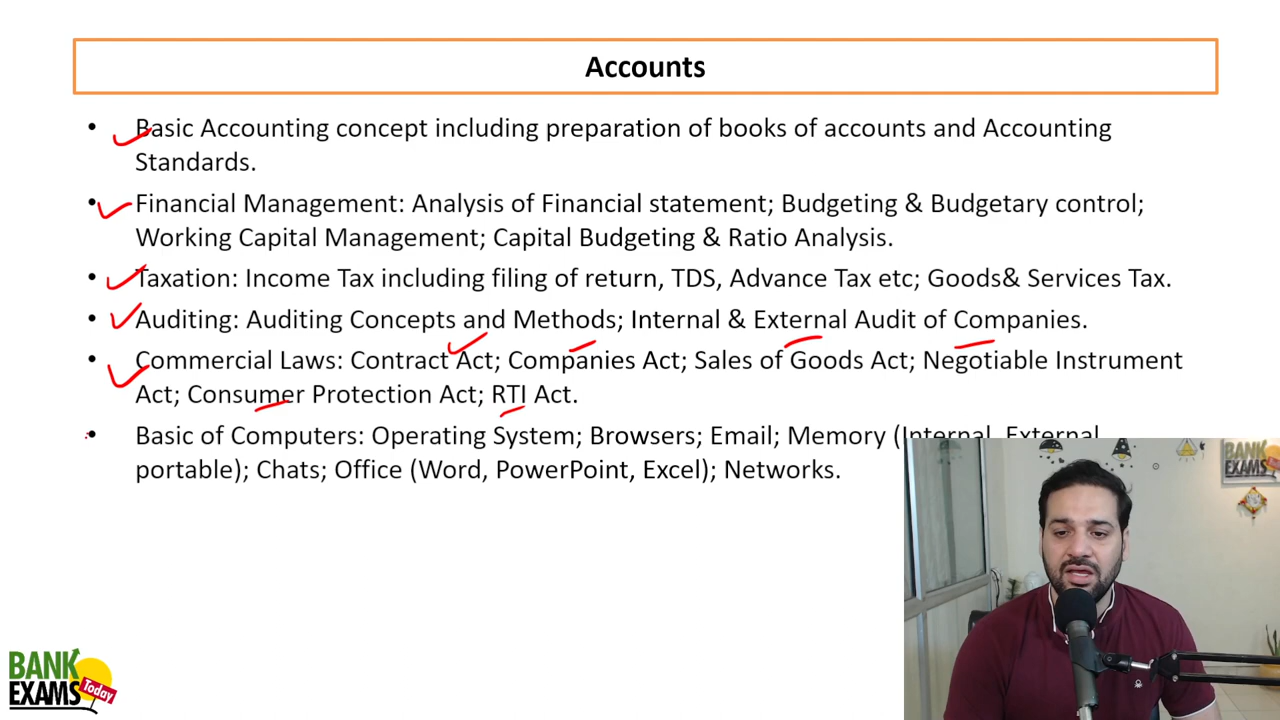 Accounts
• Basic Accounting concept including preparation of books of accounts and Accounting
Standards.
• Financial Management: Analysis of Financial statement; Budgeting & Budgetary control;
Working Capital Management; Capital Budgeting & Ratio Analysis.
• Taxation: Income Tax including filing of return, TDS, Advance Tax etc; Goods& Services Tax.
• Auditing: Auditing Concepts and Methods; Internal & External Audit of Companies.
• Commercial Laws: Contract Act; Companies Act; Sales of Goods Act; Negotiable Instrument
Act; Consumer Protection Act; RTI Act.
• Basic of Computers: Operating System; Browsers; Email; Memory (Internal, External
portable); Chats; Office (Word, PowerPoint, Excel); Networks.
BANK
EXAMS
BANK
EXAMS
Today